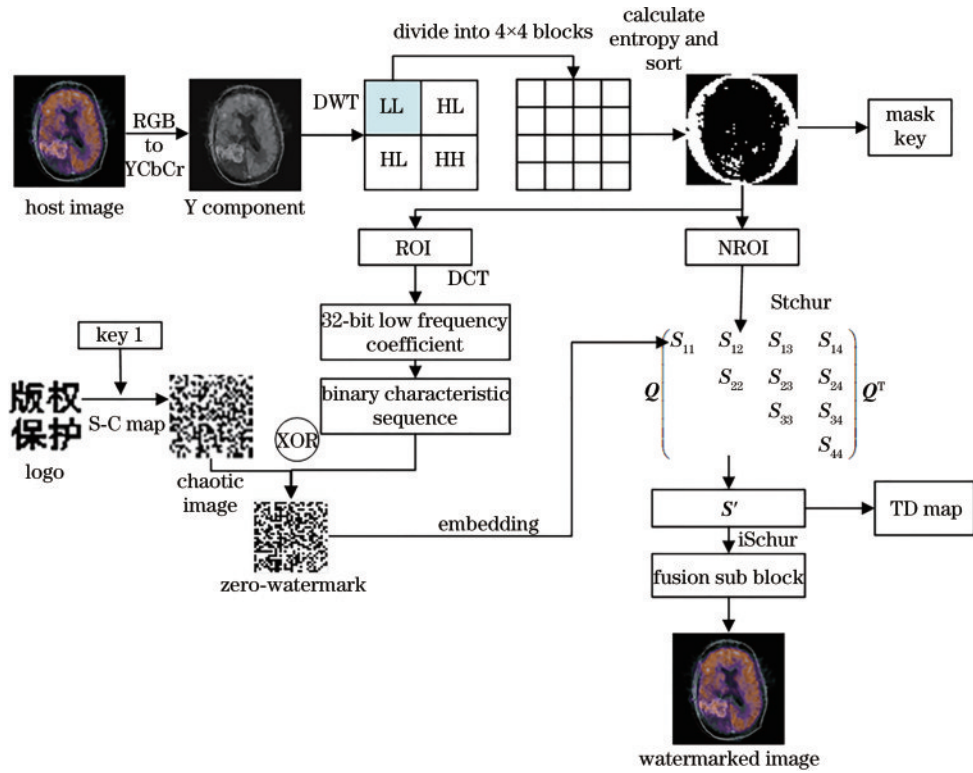 divide into 4×4 blocks
calculate
entropy and
sort
RGB
to
YCbCr
DWT
LL
HL
HL
HH
mask
key
host image
Y component
ROI
NROI
DCT
Stchur
32-bit low frequency
coefficient
key 1
S-C map
版权
保护
logo
binary characteristic
sequence
XOR
chaotic
image
Q
S11 S12 S13 S14
S22 S23 S24
S33 S34
S44
QT
embedding
zero-watermark
S′
TD map
iSchur
fusion sub block
watermarked image